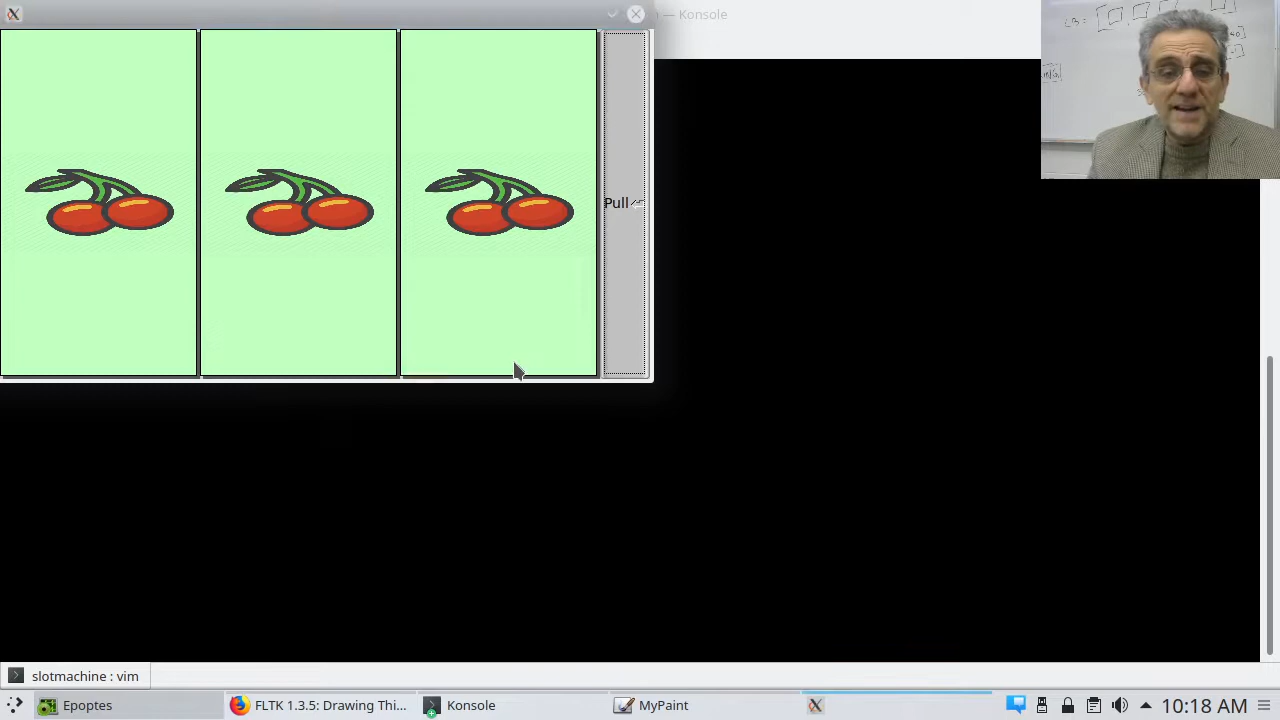 — Konsole
Pull
slotmachine : vim
Epoptes
FLTK 1.3.5: Drawing Thi...
Konsole
MyPaint
10:18 AM